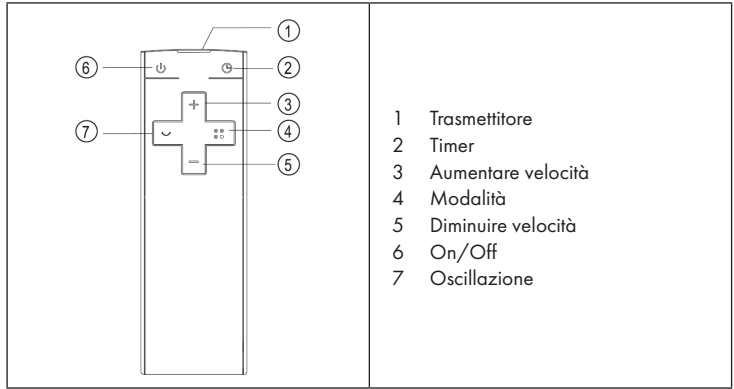 1
6
2
3
7
4
5
1 Trasmettitore
2 Timer
3 Aumentare velocità
4 Modalità
5 Diminuire velocità
6 On/Off
7 Oscillazione